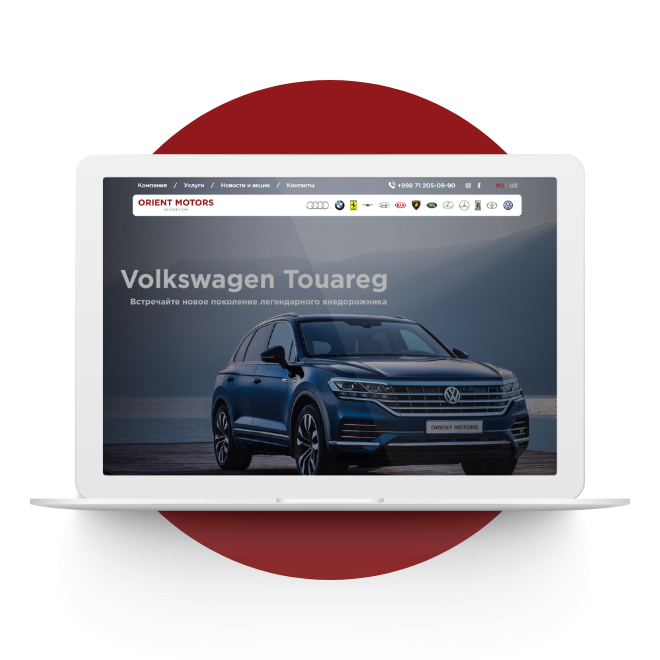 Компания / Услуги / Новости и акции / Контакты +998 71 205-09-90 RU | UZ
ORIENT MOTORS
Volkswagen Touareg
Встречайте новое поколение легендарного внедорожника
ORIENT MOTORS